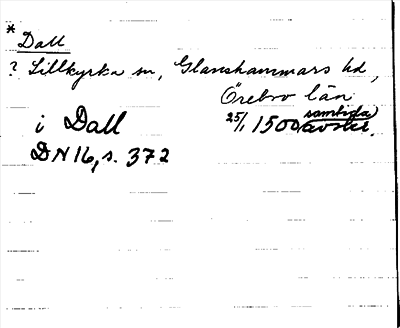 * Dall
? Lillkyrka sn, Glanshammars hd,
Örebro län
i Dall 25/1 1500 samtida avskr.
DN 16, s. 372